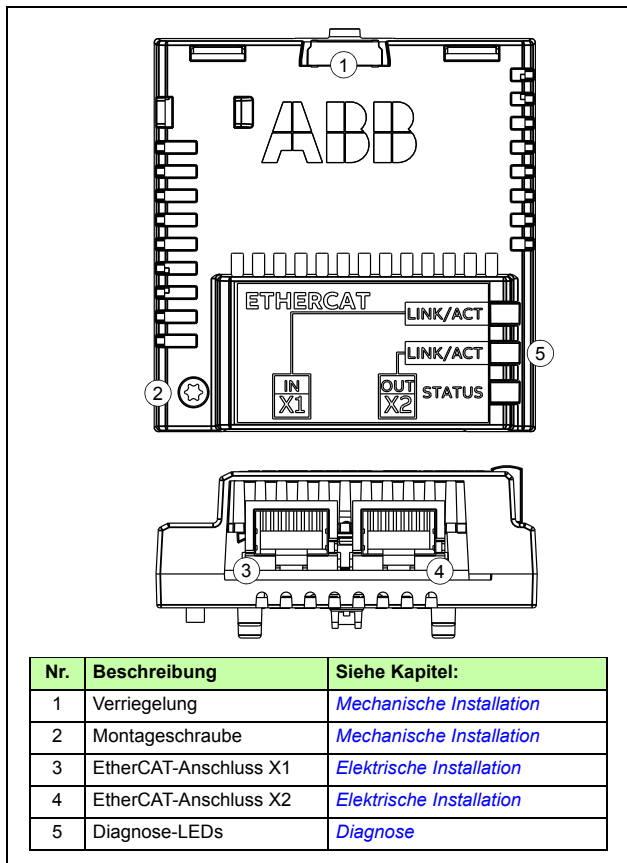 1
ABB
ETHERCAT
LINK/ACT
LINK/ACT
5
2
IN
X1
OUT
X2
STATUS
3
4
Nr. Beschreibung Siehe Kapitel:
1 Verriegelung Mechanische Installation
2 Montageschraube Mechanische Installation
3 EtherCAT-Anschluss X1 Elektrische Installation
4 EtherCAT-Anschluss X2 Elektrische Installation
5 Diagnose-LEDs Diagnose